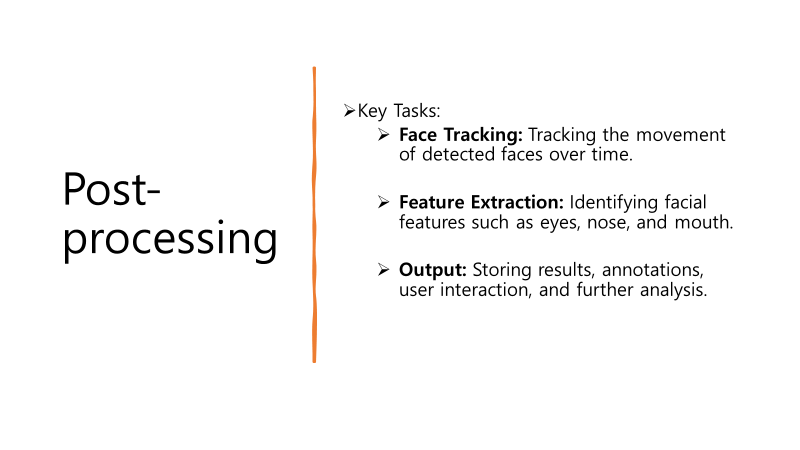 Post-
processing
➢Key Tasks:
➢ Face Tracking: Tracking the movement
of detected faces over time.
➢ Feature Extraction: Identifying facial
features such as eyes, nose, and mouth.
➢ Output: Storing results, annotations,
user interaction, and further analysis.